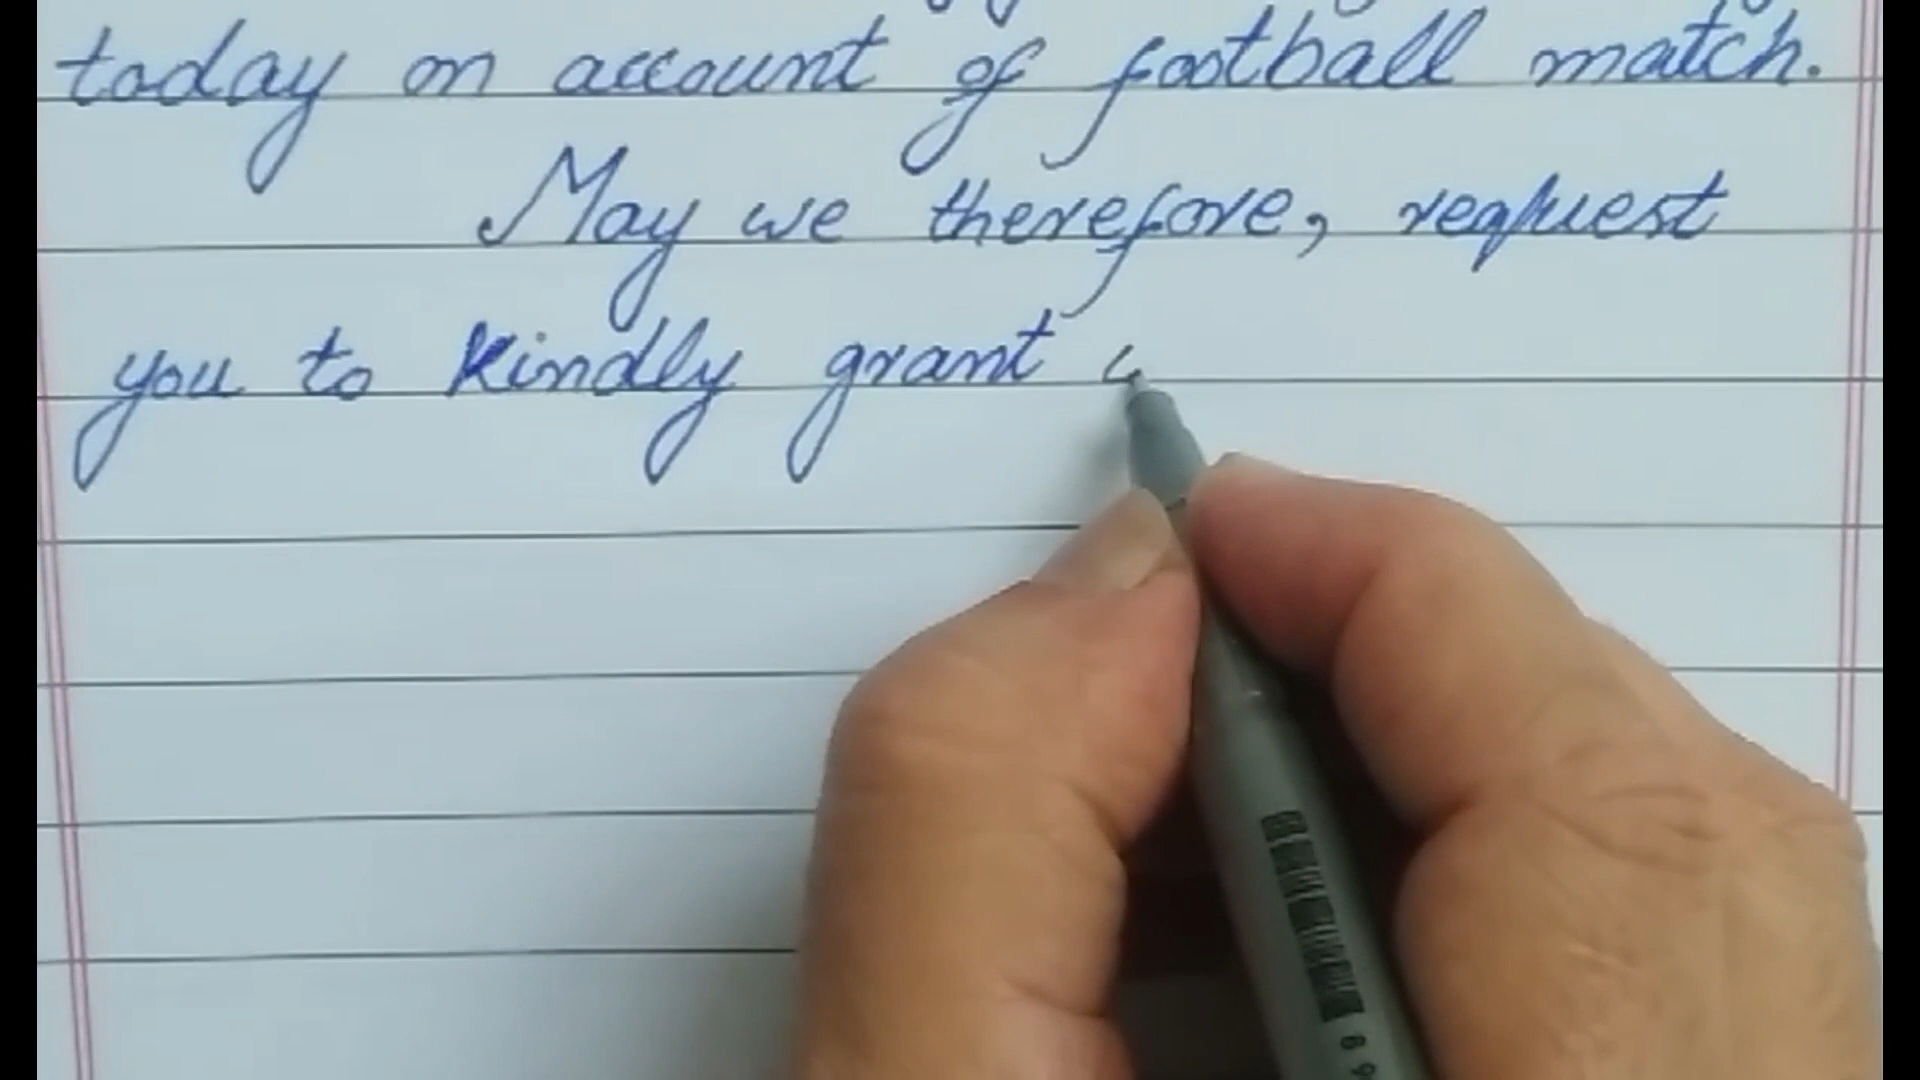 today on account of football match.
May we therefore, request
you to kindly grant